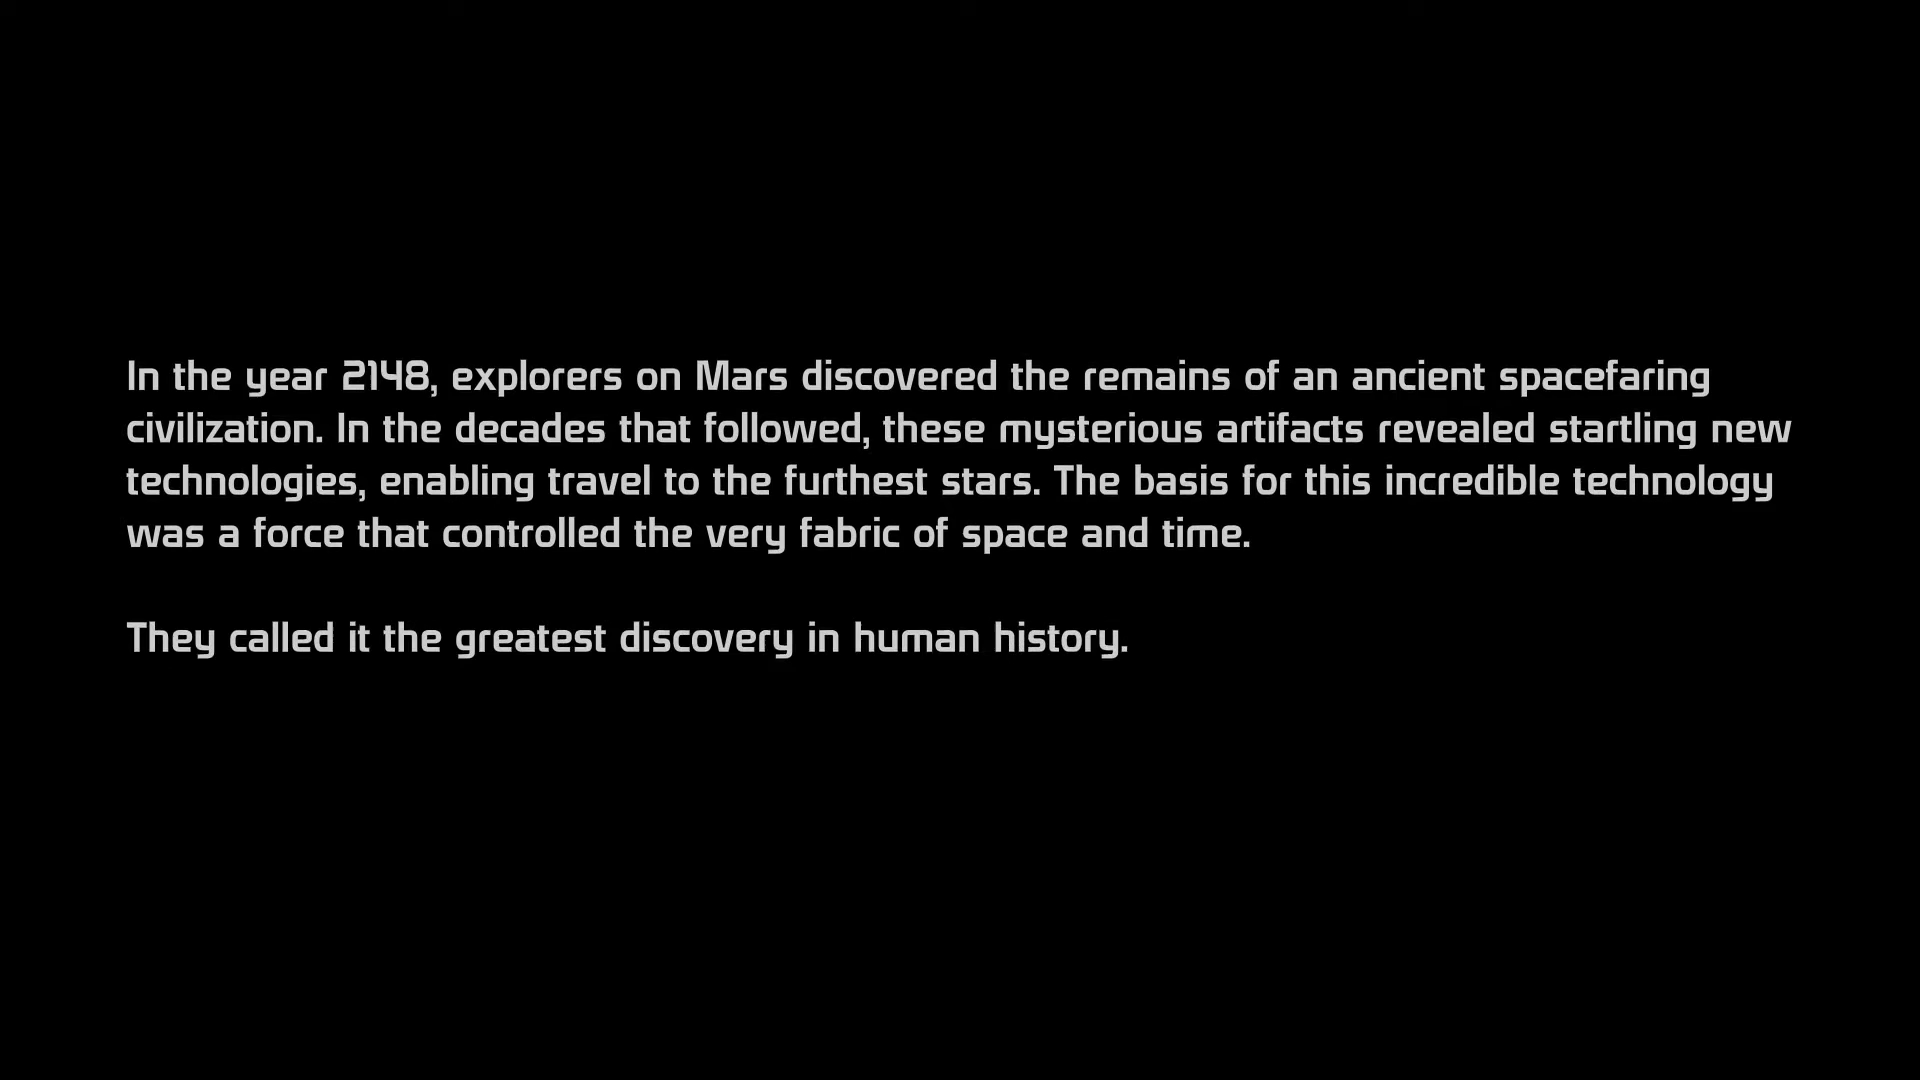 In the year 2148, explorers on Mars discovered the remains of an ancient spacefaring
civilization. In the decades that followed, these mysterious artifacts revealed startling new
technologies, enabling travel to the furthest stars. The basis for this incredible technology
was a force that controlled the very fabric of space and time.
They called it the greatest discovery in human history.